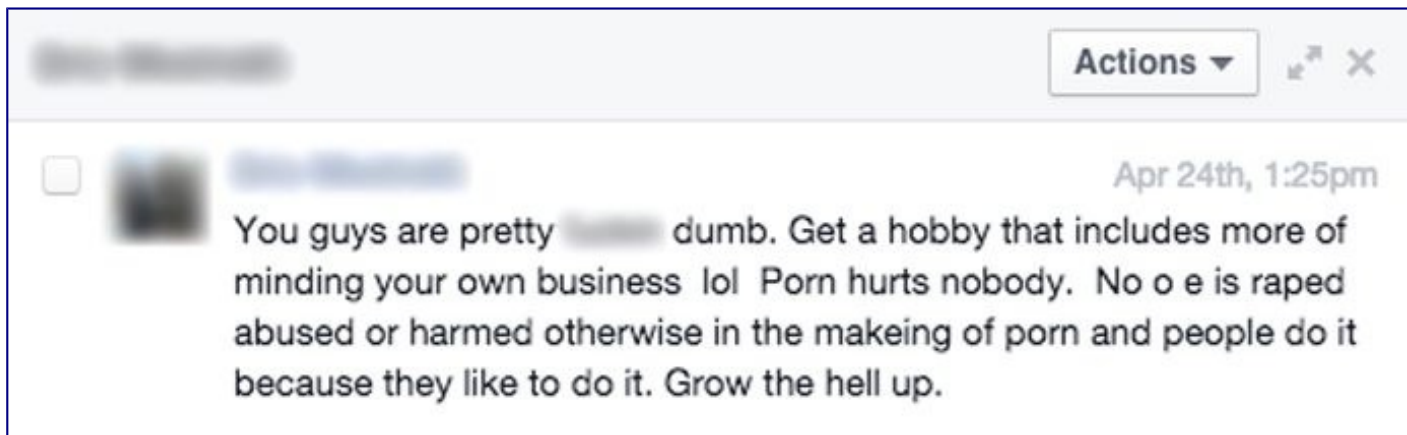 Actions
Apr 24th, 1:25pm
You guys are pretty dumb. Get a hobby that includes more of
minding your own business  lol  Porn hurts nobody.  No o e is raped
abused or harmed otherwise in the makeing of porn and people do it
because they like to do it. Grow the hell up.